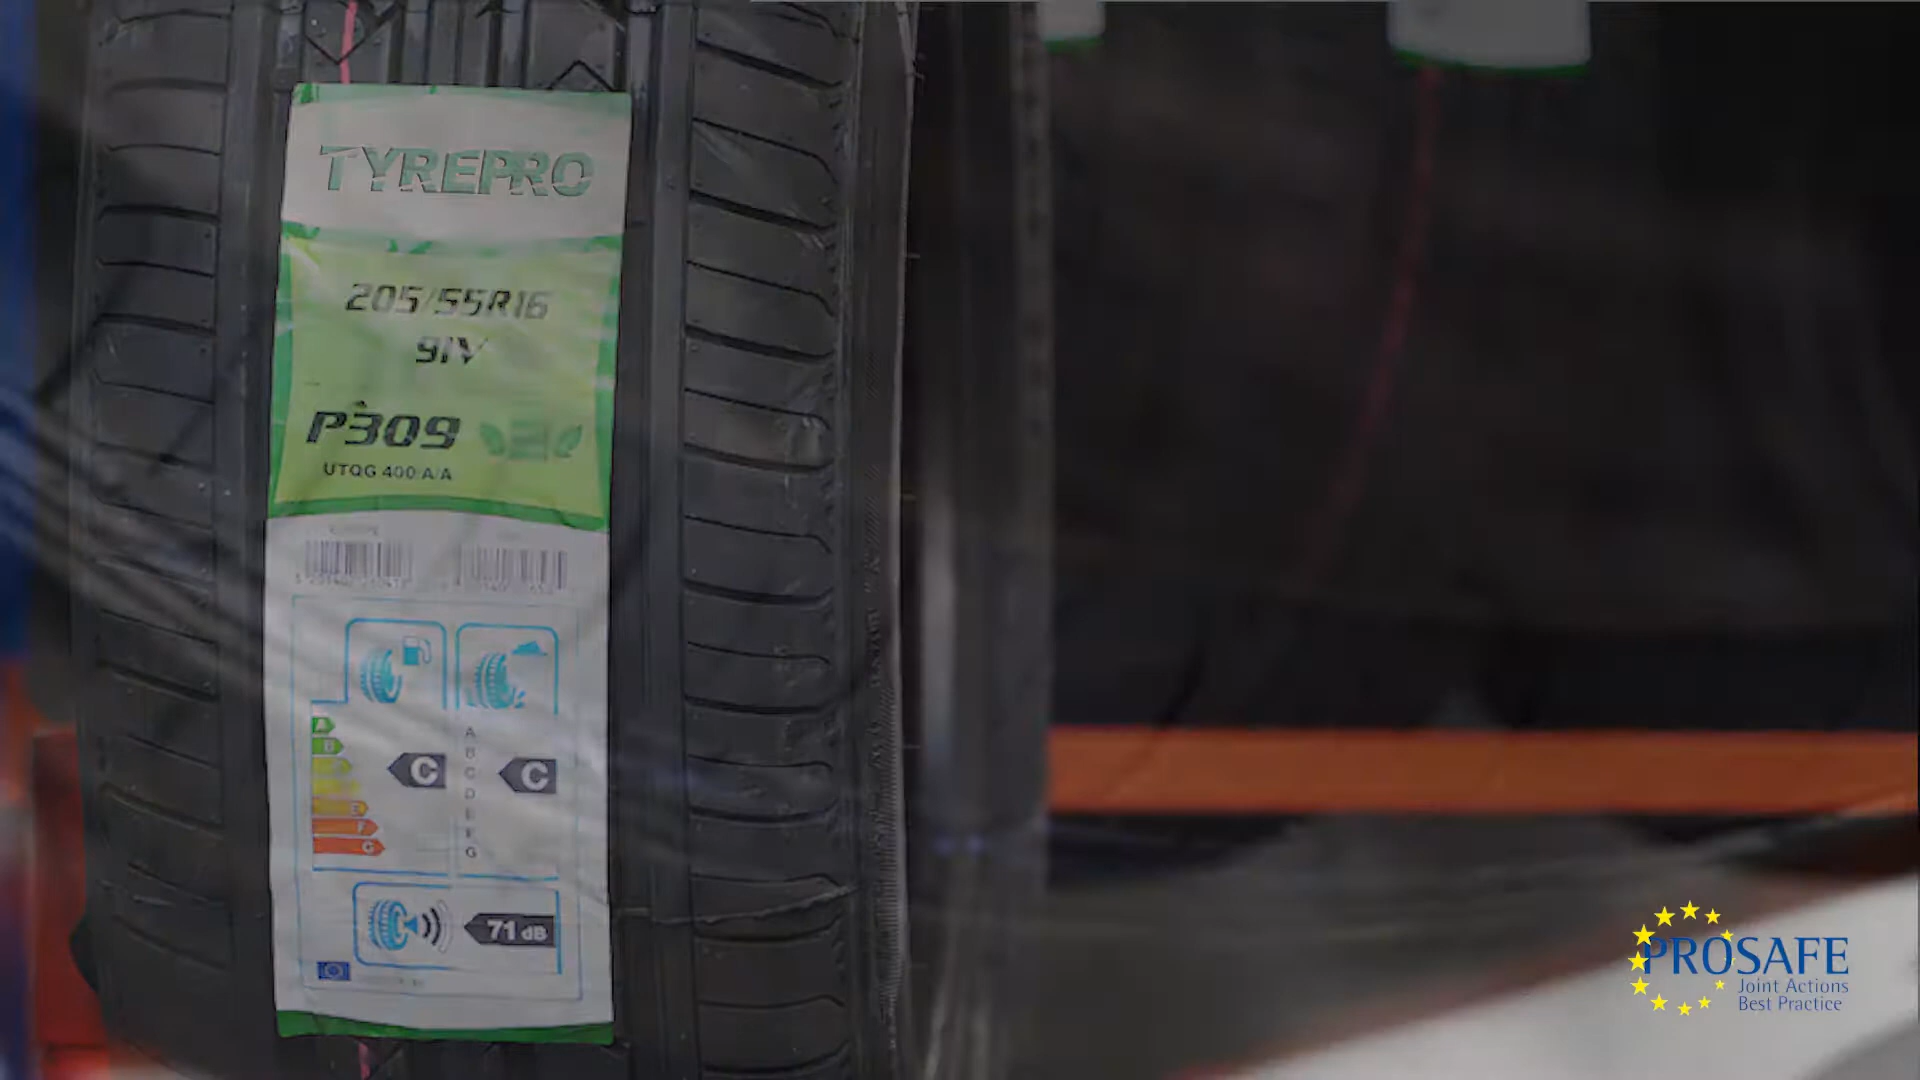 TYREPRO
205/55R16
91V
P309
UTQG 400 A/A
A
B
E
F
G
A
B
C
D
E
F
G
C
C
71 dB
PROSAFE
Joint Actions
Best Practice